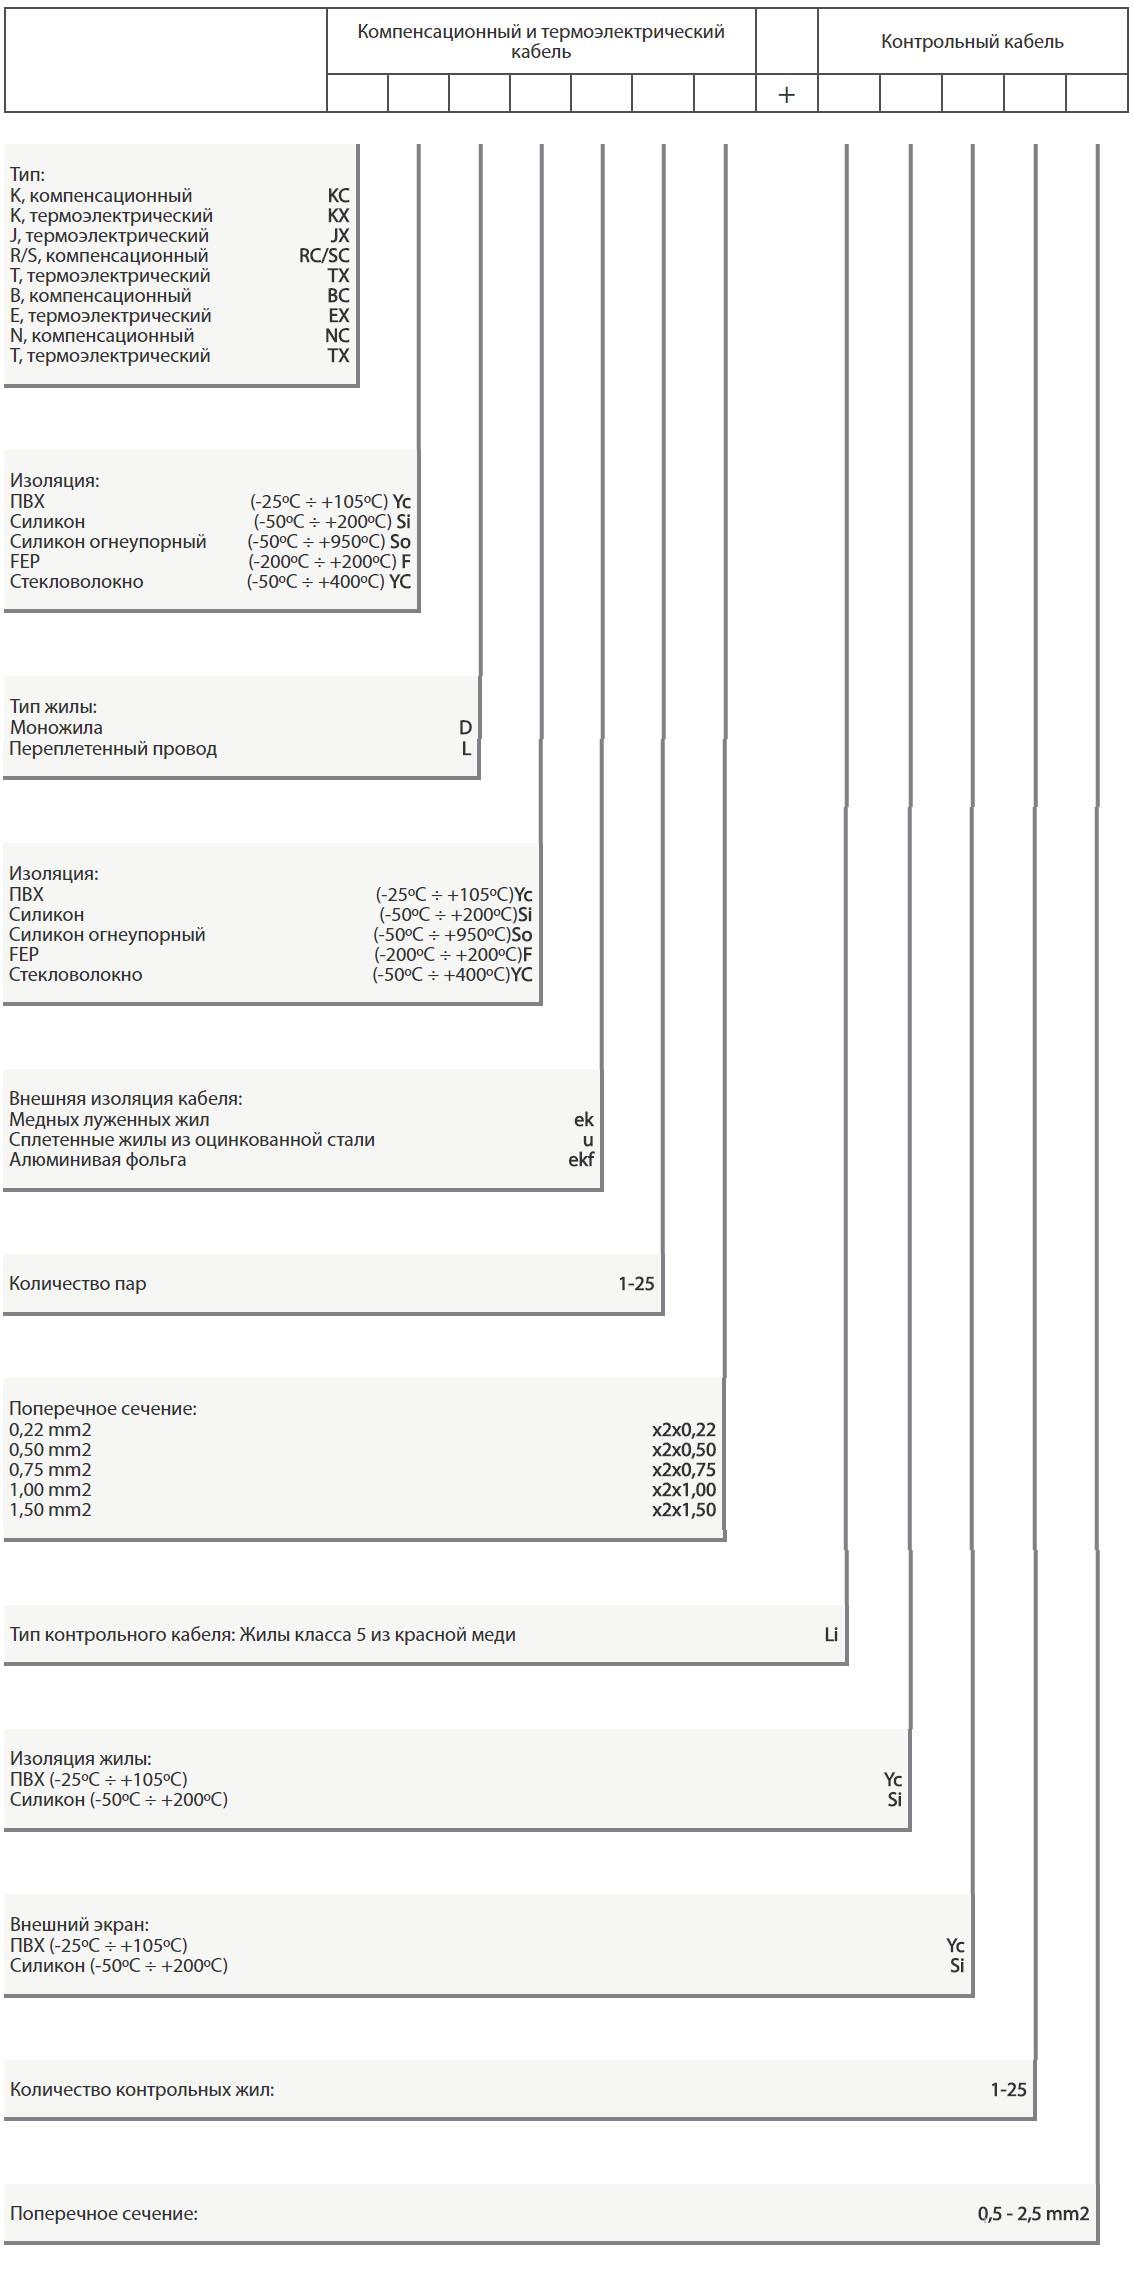 Компенсационный и термоэлектрический
кабель
Контрольный кабель
+
Тип:
K, компенсационный KC
K, термоэлектрический KX
J, термоэлектрический JX
R/S, компенсационный RC/SC
T, термоэлектрический TX
B, компенсационный BC
E, термоэлектрический EX
N, компенсационный NC
T, термоэлектрический TX
Изоляция:
ПВХ (-25ºC ÷ +105ºC) Yc
Силикон (-50ºC ÷ +200ºC) Si
Силикон огнеупорный (-50ºC ÷ +950ºC) So
FEP (-200ºC ÷ +200ºC) F
Стекловолокно (-50ºC ÷ +400ºC) YC
Тип жилы:
Моножила D
Переплетенный провод L
Изоляция:
ПВХ (-25ºC ÷ +105ºC)Yc
Силикон (-50ºC ÷ +200ºC)Si
Силикон огнеупорный (-50ºC ÷ +950ºC)So
FEP (-200ºC ÷ +200ºC)F
Стекловолокно (-50ºC ÷ +400ºC)YC
Внешняя изоляция кабеля:
Медных луженных жил ek
Сплетенные жилы из оцинкованной стали u
Алюминивая фольга ekf
Количество пар 1-25
Поперечное сечение:
0,22 mm2 x2x0,22
0,50 mm2 x2x0,50
0,75 mm2 x2x0,75
1,00 mm2 x2x1,00
1,50 mm2 x2x1,50
Тип контрольного кабеля: Жилы класса 5 из красной меди Li
Изоляция жилы:
ПВХ (-25ºC ÷ +105ºC) Yc
Силикон (-50ºC ÷ +200ºC) Si
Внешний экран:
ПВХ (-25ºC ÷ +105ºC) Yc
Силикон (-50ºC ÷ +200ºC) Si
Количество контрольных жил: 1-25
Поперечное сечение: 0,5 - 2,5 mm2